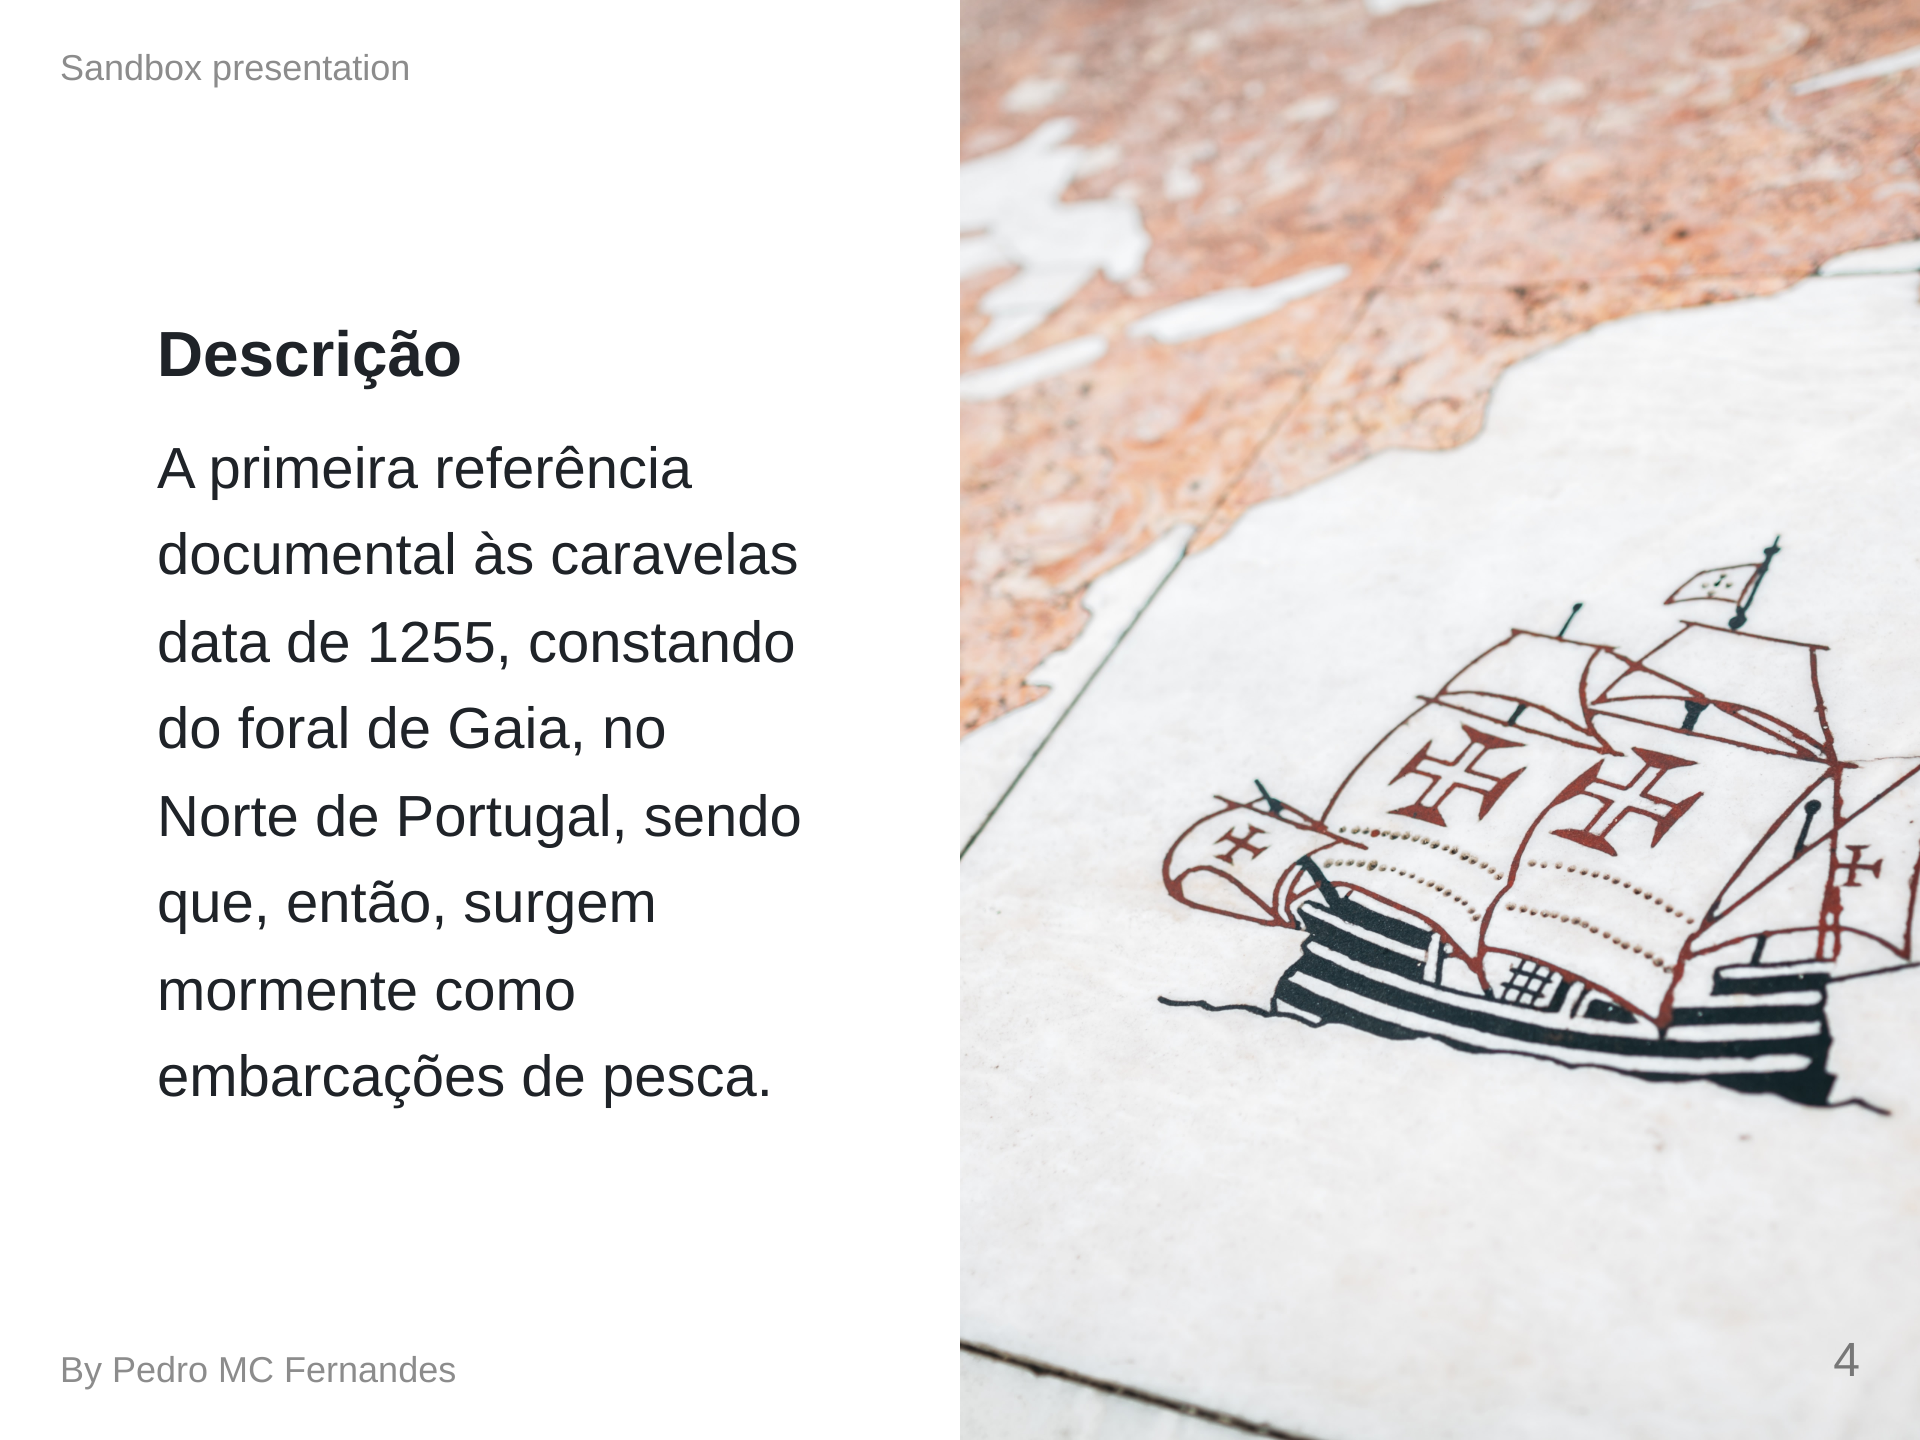 Sandbox presentation
Descrição
A primeira referência
documental às caravelas
data de 1255, constando
do foral de Gaia, no
Norte de Portugal, sendo
que, então, surgem
mormente como
embarcações de pesca.
By Pedro MC Fernandes
4